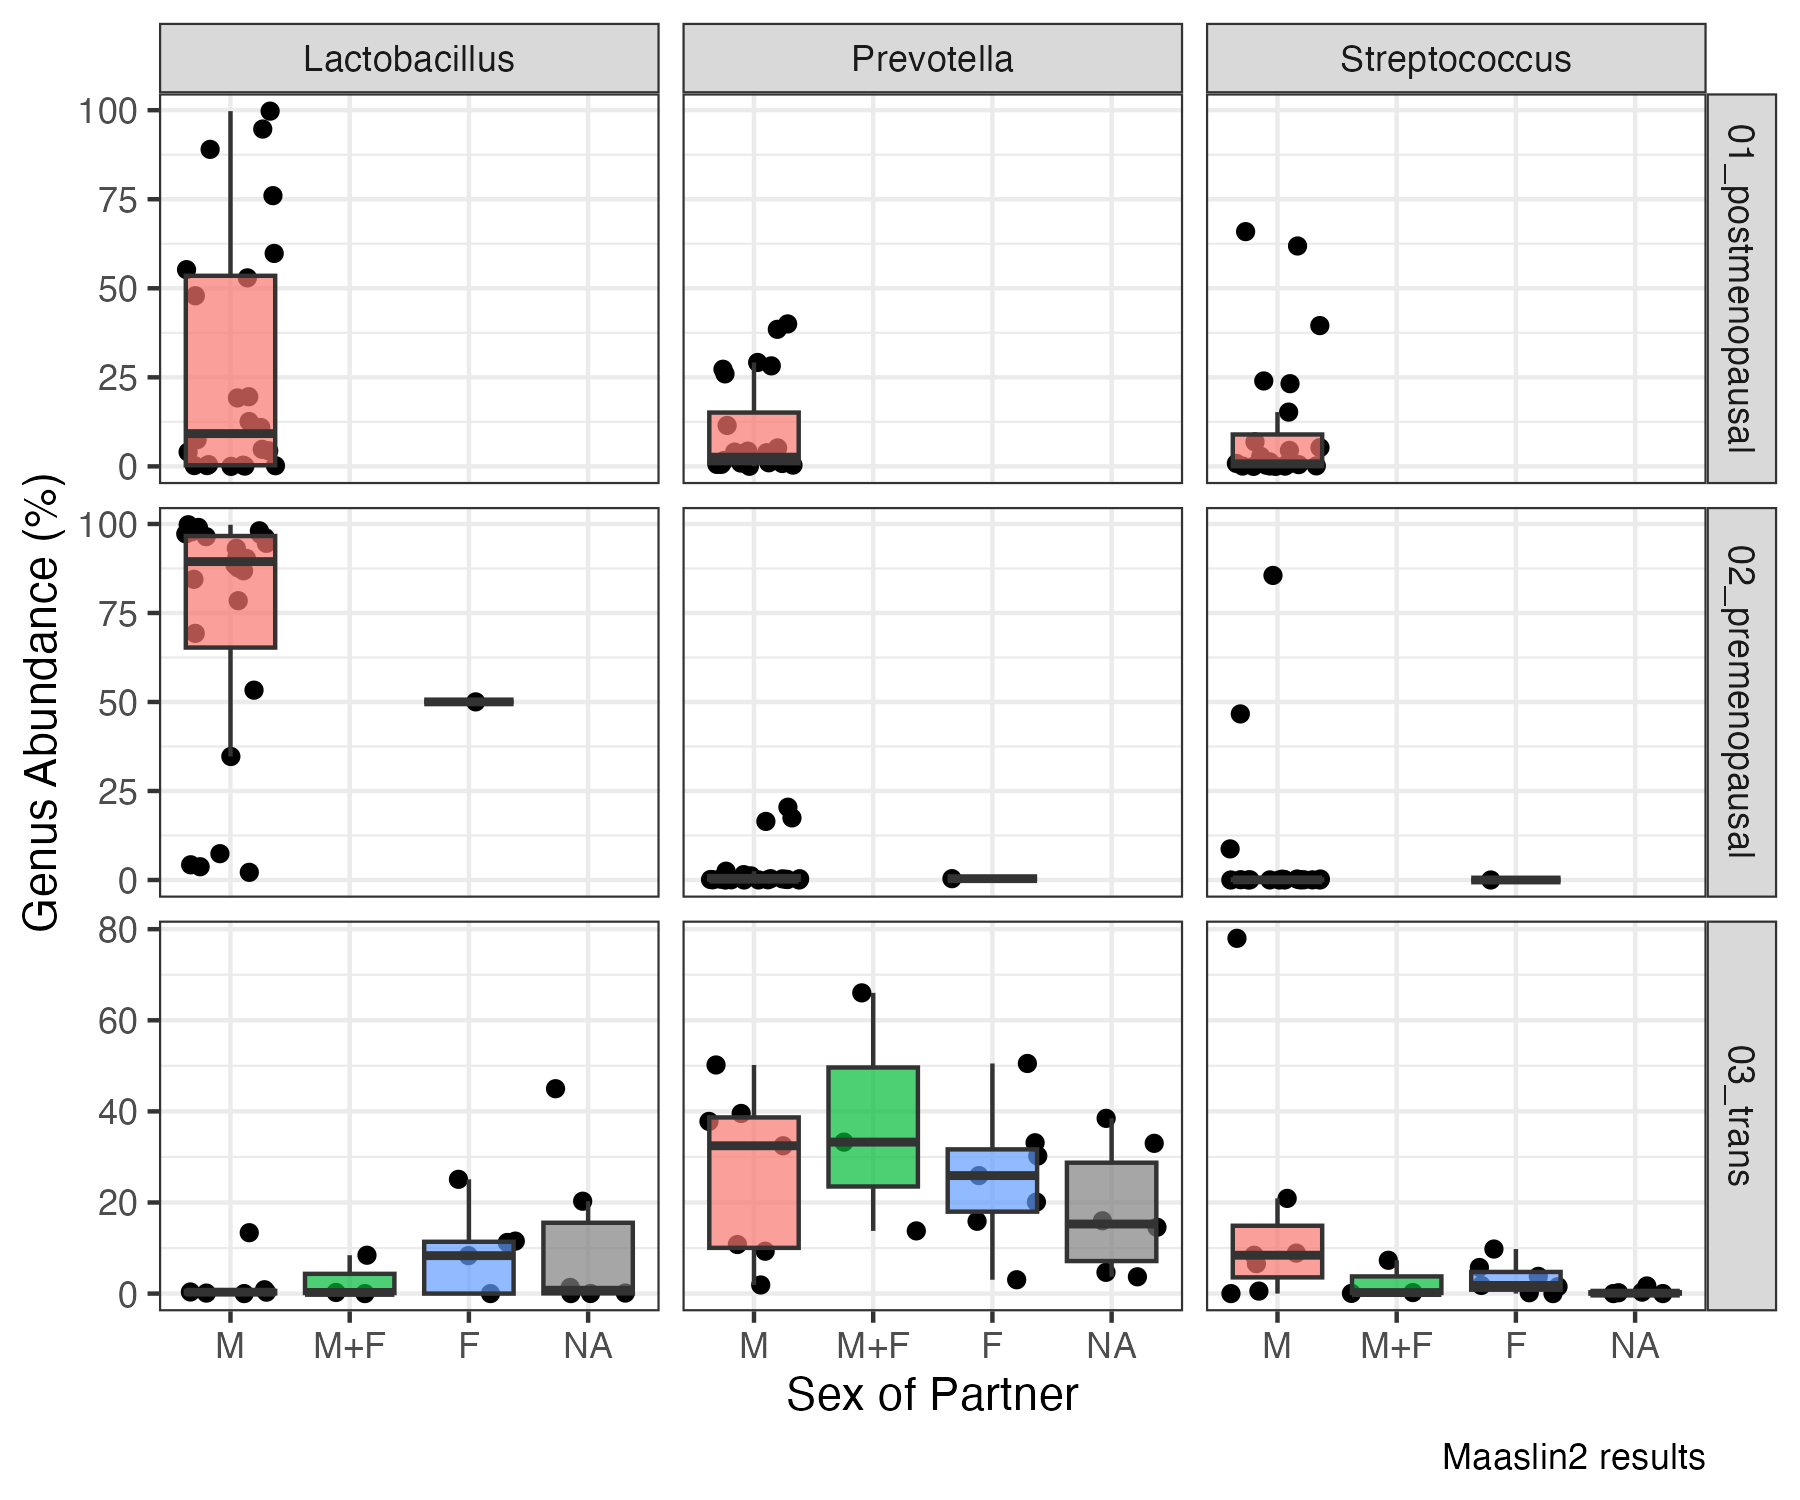 Lactobacillus Prevotella Streptococcus
Genus Abundance (%)
100
75
50
25
0
01_postmenopausal
100
75
50
25
0
02_premenopausal
80
60
40
20
0
03_trans
M M+F F NA M M+F F NA M M+F F NA
Sex of Partner
Maaslin2 results